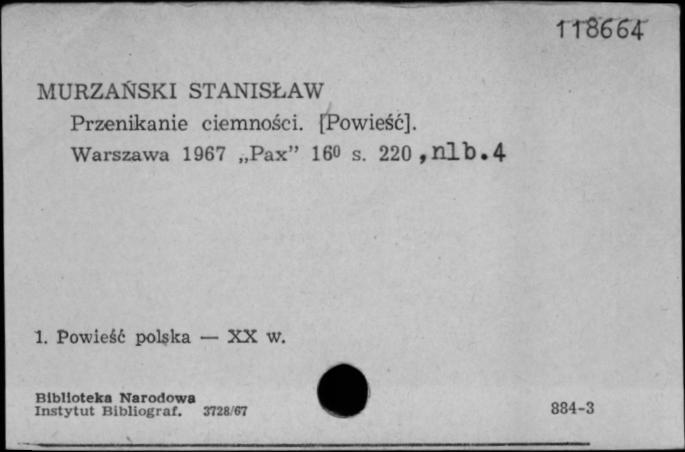 118664
MURZAŃSKI STANISŁAW
Przenikanie ciemności. [Powieść].
Warszawa 1967 „Pax” 16⁰ s. 220 , nlb.4
1. Powieść polska — XX w.
Biblioteka Narodowa
Instytut Bibliograf. 3728/67
884-3